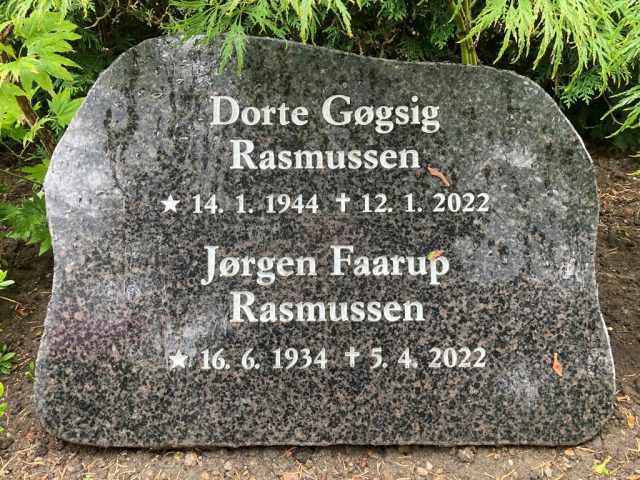 Dorte Gøgsig
Rasmussen
★ 14. 1. 1944 ✝ 12. 1. 2022
Jørgen Faarup
Rasmussen
★ 16. 6. 1934 ✝ 5. 4. 2022